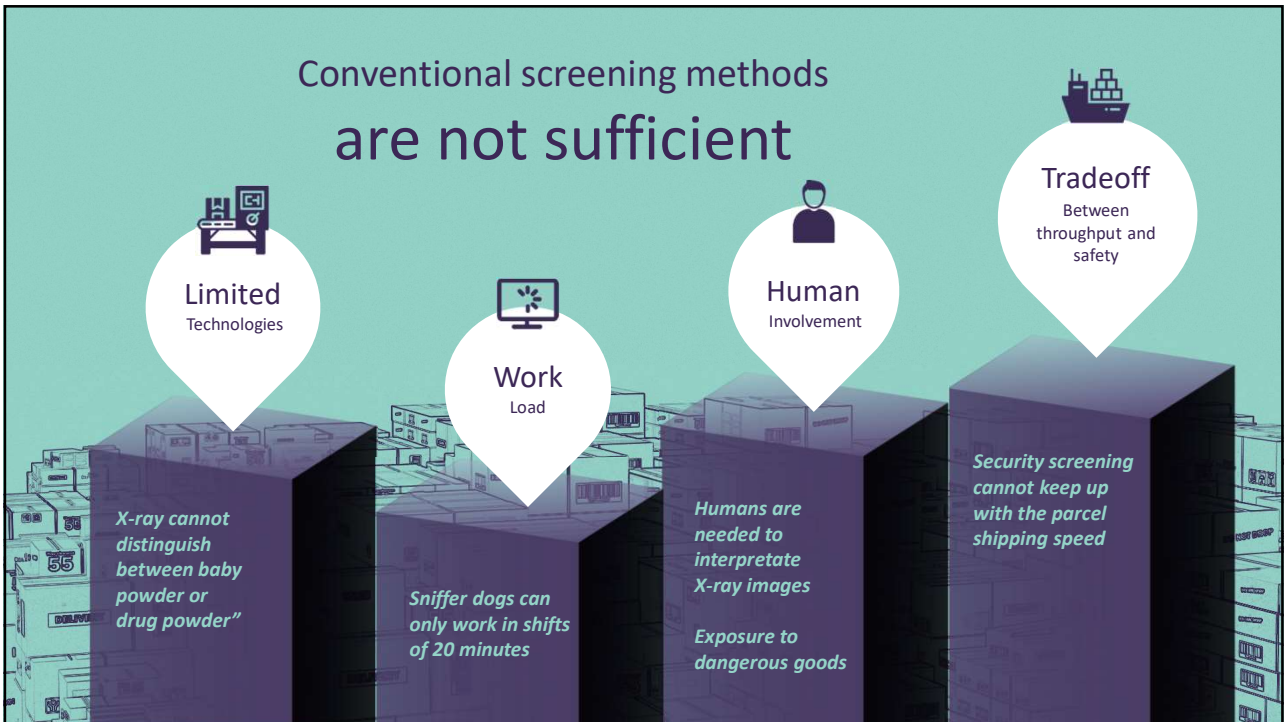 Conventional screening methods
are not sufficient
Limited
Technologies
X-ray cannot
distinguish
between baby
powder or
drug powder”
Work
Load
Sniffer dogs can
only work in shifts
of 20 minutes
Human
Involvement
Humans are
needed to
interpretate
X-ray images
Exposure to
dangerous goods
Tradeoff
Between
throughput and
safety
Security screening
cannot keep up
with the parcel
shipping speed
55
55
DELIVERY